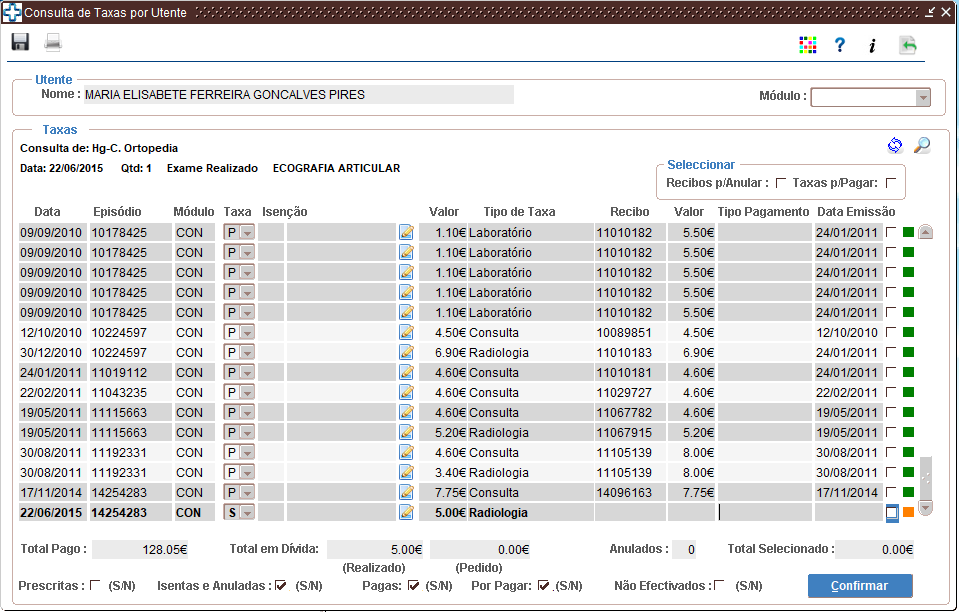 Consulta de Taxas por Utente
? i
Utente
Nome : MARIA ELISABETE FERREIRA GONCALVES PIRES
Módulo :
Taxas
Consulta de: Hg-C. Ortopedia
Data: 22/06/2015 Qtd: 1 Exame Realizado ECOGRAFIA ARTICULAR
Seleccionar
Recibos p/Anular : Taxas p/Pagar:
Data Episódio Módulo Taxa Isenção Valor Tipo de Taxa Recibo Valor Tipo Pagamento Data Emissão
09/09/2010 10178425 CON P 1.10€ Laboratório 11010182 5.50€ 24/01/2011
09/09/2010 10178425 CON P 1.10€ Laboratório 11010182 5.50€ 24/01/2011
09/09/2010 10178425 CON P 1.10€ Laboratório 11010182 5.50€ 24/01/2011
09/09/2010 10178425 CON P 1.10€ Laboratório 11010182 5.50€ 24/01/2011
09/09/2010 10178425 CON P 1.10€ Laboratório 11010182 5.50€ 24/01/2011
12/10/2010 10224597 CON P 4.50€ Consulta 10089851 4.50€ 12/10/2010
30/12/2010 10224597 CON P 6.90€ Radiologia 11010183 6.90€ 24/01/2011
24/01/2011 11019112 CON P 4.60€ Consulta 11010181 4.60€ 24/01/2011
22/02/2011 11043235 CON P 4.60€ Consulta 11029727 4.60€ 22/02/2011
19/05/2011 11115663 CON P 4.60€ Consulta 11067782 4.60€ 19/05/2011
19/05/2011 11115663 CON P 5.20€ Radiologia 11067915 5.20€ 19/05/2011
30/08/2011 11192331 CON P 4.60€ Consulta 11105139 8.00€ 30/08/2011
30/08/2011 11192331 CON P 3.40€ Radiologia 11105139 8.00€ 30/08/2011
17/11/2014 14254283 CON P 7.75€ Consulta 14096163 7.75€ 17/11/2014
22/06/2015 14254283 CON S 5.00€ Radiologia
Total Pago : 128.05€ Total em Dívida: 5.00€ 0.00€ Anulados : 0 Total Selecionado : 0.00€
(Realizado) (Pedido)
Prescritas : (S/N) Isentas e Anuladas : (S/N) Pagas: (S/N) Por Pagar: .(S/N) Não Efectivados : (S/N) Confirmar